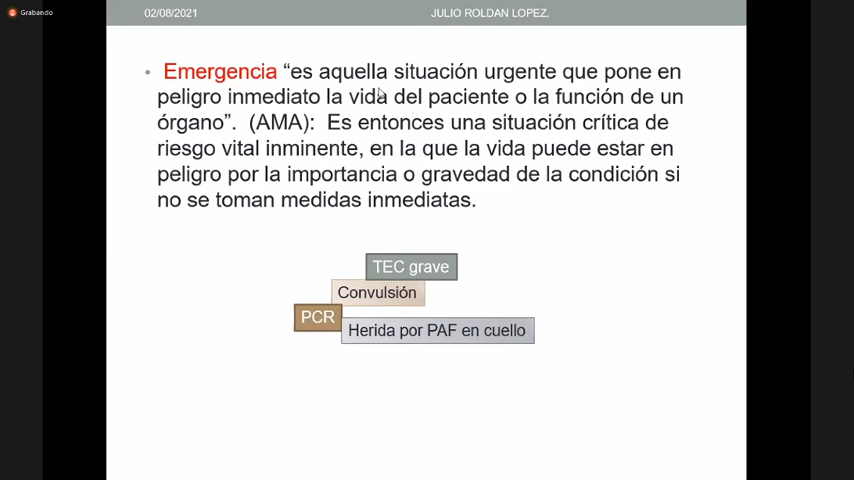 Grabando
02/08/2021
JULIO ROLDAN LOPEZ.
• Emergencia “es aquella situación urgente que pone en
peligro inmediato la vida del paciente o la función de un
órgano”. (AMA): Es entonces una situación crítica de
riesgo vital inminente, en la que la vida puede estar en
peligro por la importancia o gravedad de la condición si
no se toman medidas inmediatas.
TEC grave
Convulsión
PCR
Herida por PAF en cuello